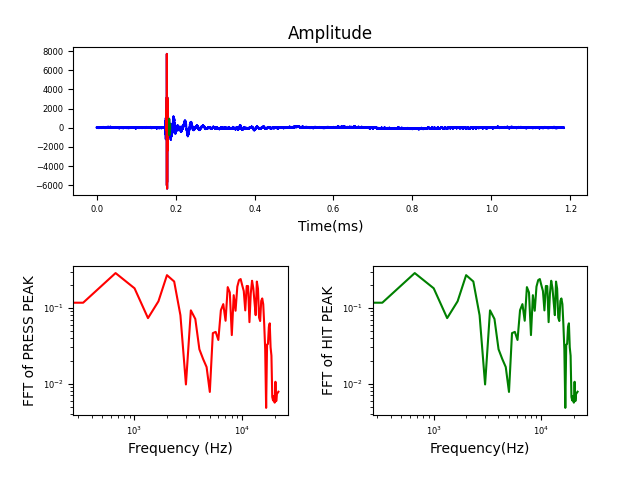 Amplitude
8000
6000
4000
2000
0
−2000
−4000
−6000
0.0 0.2 0.4 0.6 0.8 1.0 1.2
Time(ms)
FFT of PRESS PEAK
10⁻¹
10⁻²
10³ 10⁴
Frequency (Hz)
FFT of HIT PEAK
10⁻¹
10⁻²
10³ 10⁴
Frequency(Hz)